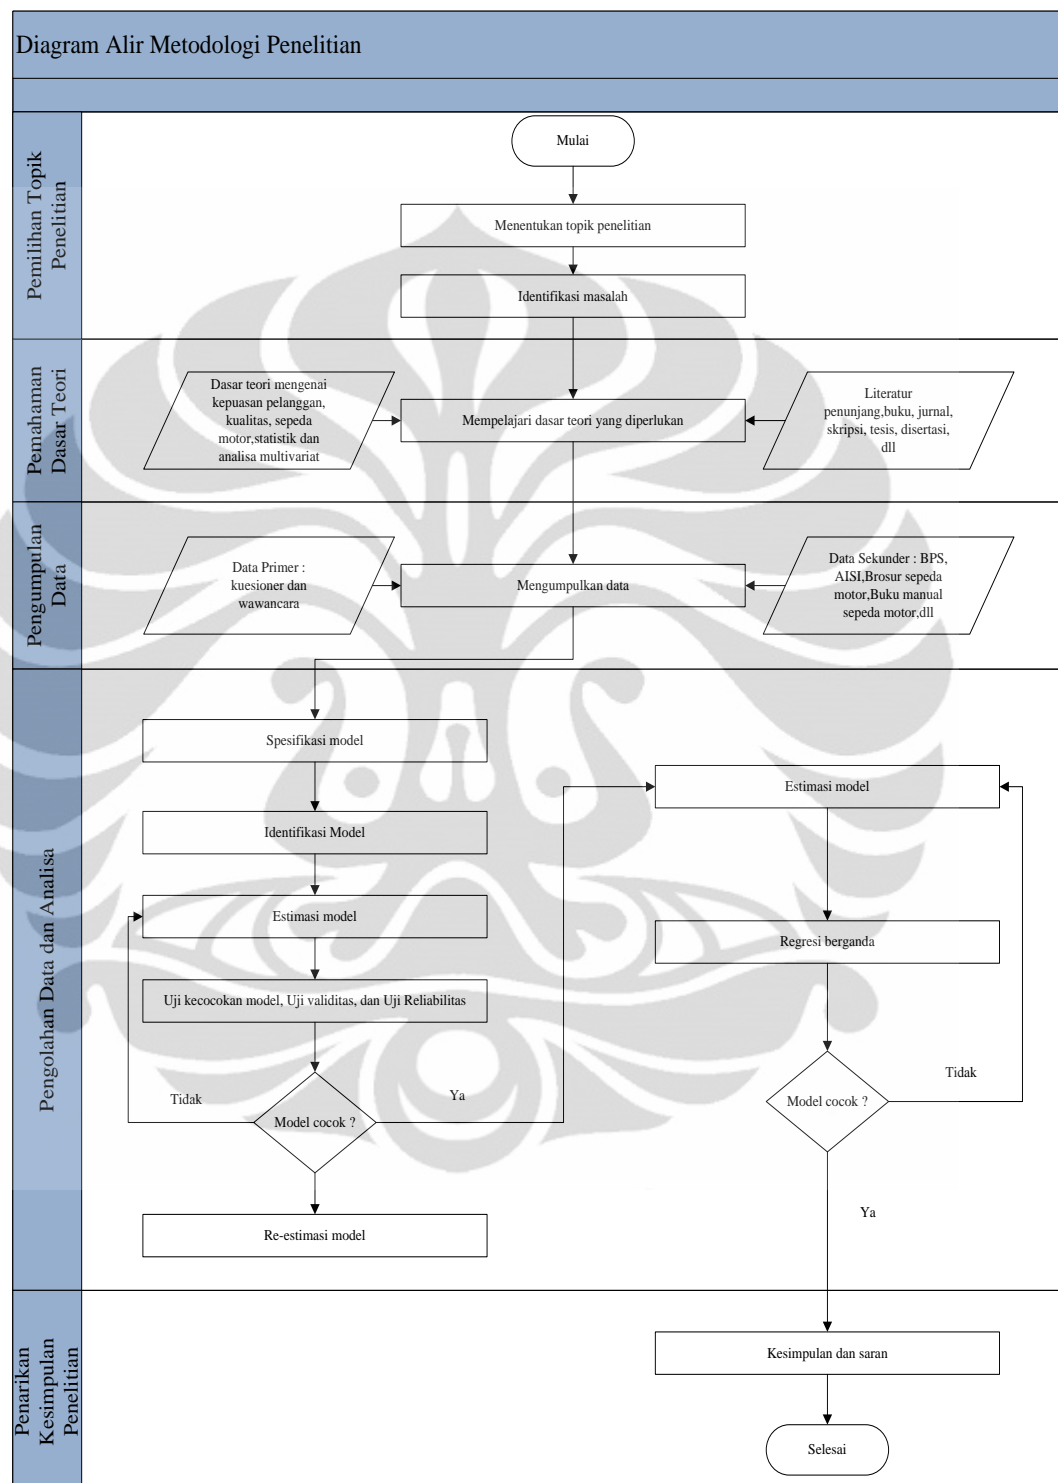 Diagram Alir Metodologi Penelitian
Pemilihan Topik
Penelitian
Mulai
Menentukan topik penelitian
Identifikasi masalah
Pemahaman
Dasar Teori
Dasar teori mengenai
kepuasan pelanggan,
kualitas, sepeda
motor,statistik dan
analisa multivariat
Mempelajari dasar teori yang diperlukan
Literatur
penunjang,buku, jurnal,
skripsi, tesis, disertasi,
dll
Pengumpulan
Data
Data Primer :
kuesioner dan
wawancara
Mengumpulkan data
Data Sekunder : BPS,
AISI,Brosur sepeda
motor,Buku manual
sepeda motor,dll
Pengolahan Data dan Analisa
Spesifikasi model
Identifikasi Model
Estimasi model
Uji kecocokan model, Uji validitas, dan Uji Reliabilitas
Tidak
Model cocok ?
Ya
Re-estimasi model
Estimasi model
Regresi berganda
Model cocok ?
Tidak
Ya
Penarikan
Kesimpulan
Penelitian
Kesimpulan dan saran
Selesai